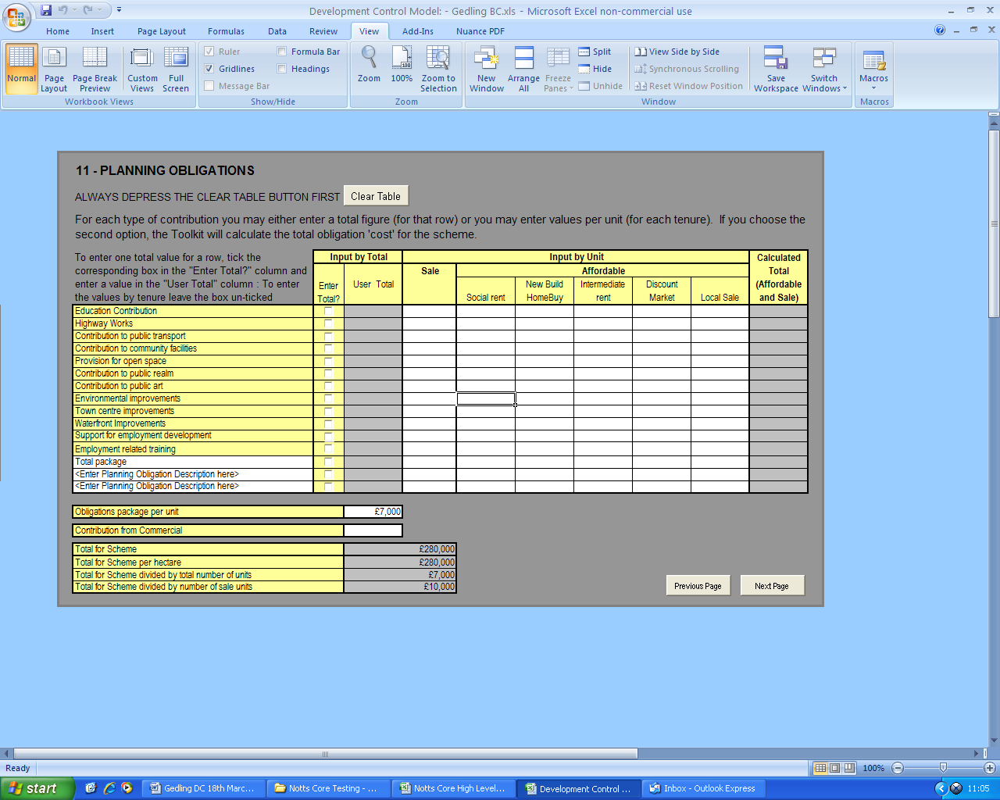 Development Control Model: - Gedling BC.xls - Microsoft Excel non-commercial use
Home Insert Page Layout Formulas Data Review View Add-Ins Nuance PDF
Normal
Page Layout
Page Break Preview
Custom Views
Full Screen
Workbook Views
Ruler
Gridlines
Message Bar
Formula Bar
Headings
Show/Hide
Zoom
100%
Zoom to Selection
Zoom
New Window
Arrange All
Freeze Panes
Split
Hide
Unhide
View Side by Side
Synchronous Scrolling
Reset Window Position
Save Workspace
Switch Windows
Window
Macros
Macros
11 - PLANNING OBLIGATIONS
ALWAYS DEPRESS THE CLEAR TABLE BUTTON FIRST Clear Table
For each type of contribution you may either enter a total figure (for that row) or you may enter values per unit (for each tenure). If you choose the
second option, the Toolkit will calculate the total obligation 'cost' for the scheme.
To enter one total value for a row, tick the
corresponding box in the "Enter Total?" column and
enter a value in the "User Total" column : To enter
the values by tenure leave the box un-ticked
Input by Total
Input by Unit
Calculated
Total
(Affordable
and Sale)
Enter
Total?
User Total
Sale
Affordable
Social rent
New Build
HomeBuy
Intermediate
rent
Discount
Market
Local Sale
Education Contribution
Highway Works
Contribution to public transport
Contribution to community facilities
Provision for open space
Contribution to public realm
Contribution to public art
Environmental improvements
Town centre improvements
Waterfront Improvements
Support for employment development
Employment related training
Total package
<Enter Planning Obligation Description here>
<Enter Planning Obligation Description here>
Obligations package per unit £7,000
Contribution from Commercial
Total for Scheme £280,000
Total for Scheme per hectare £280,000
Total for Scheme divided by total number of units £7,000
Total for Scheme divided by number of sale units £10,000
Previous Page Next Page
Ready 100%
start Gedling DC 18th Marc... Notts Core Testing - ... Notts Core High Level... Development Control ... Inbox - Outlook Express 11:05